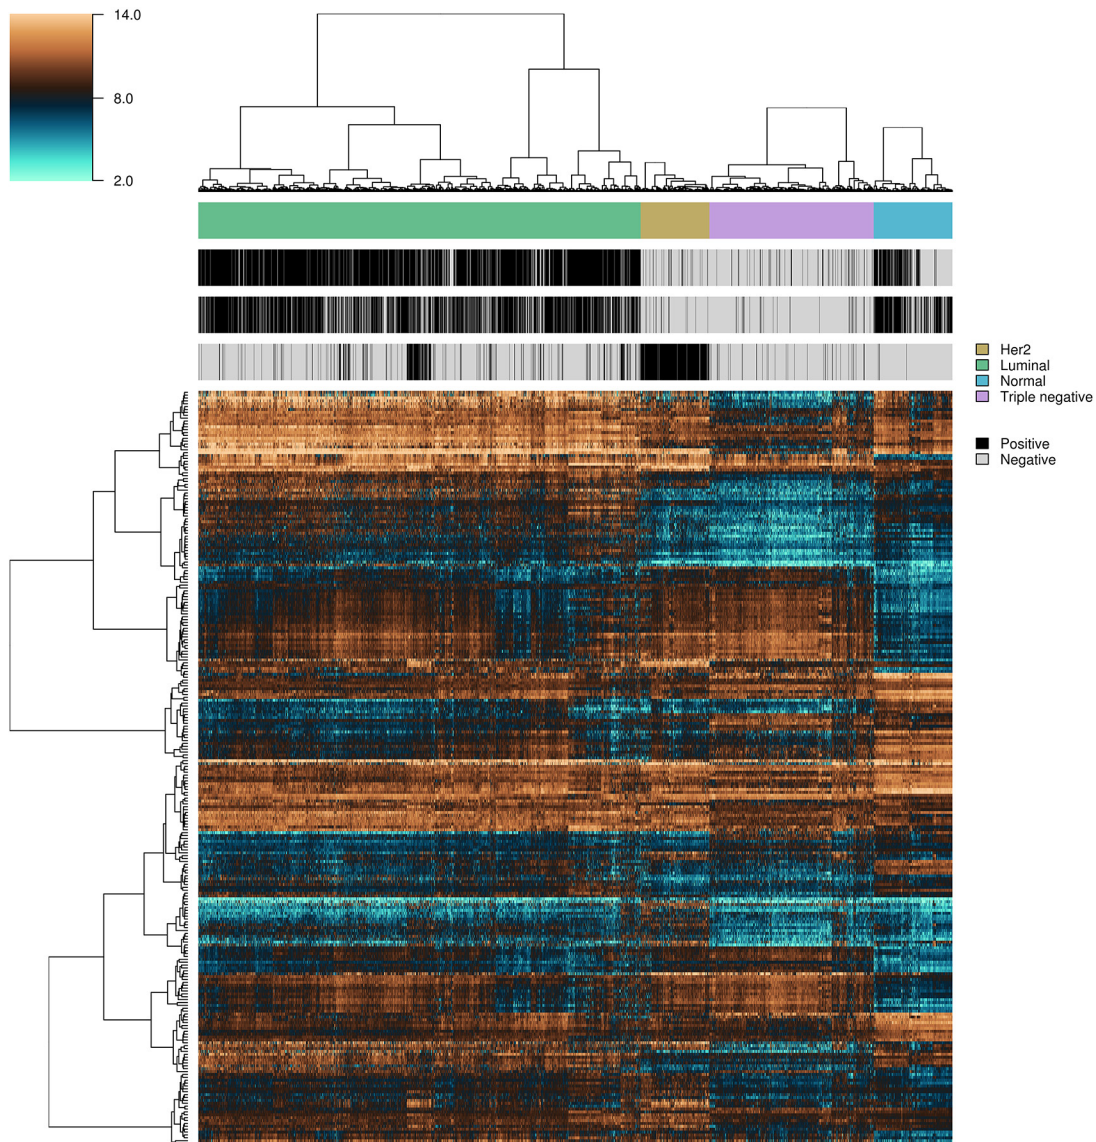 14.0
8.0
2.0
Her2
Luminal
Normal
Triple negative
Positive
Negative